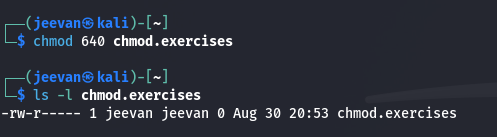 ┌──(jeevan㉿kali)-[~]
└─$ chmod 640 chmod.exercises
┌──(jeevan㉿kali)-[~]
└─$ ls -l chmod.exercises
-rw-r----- 1 jeevan jeevan 0 Aug 30 20:53 chmod.exercises